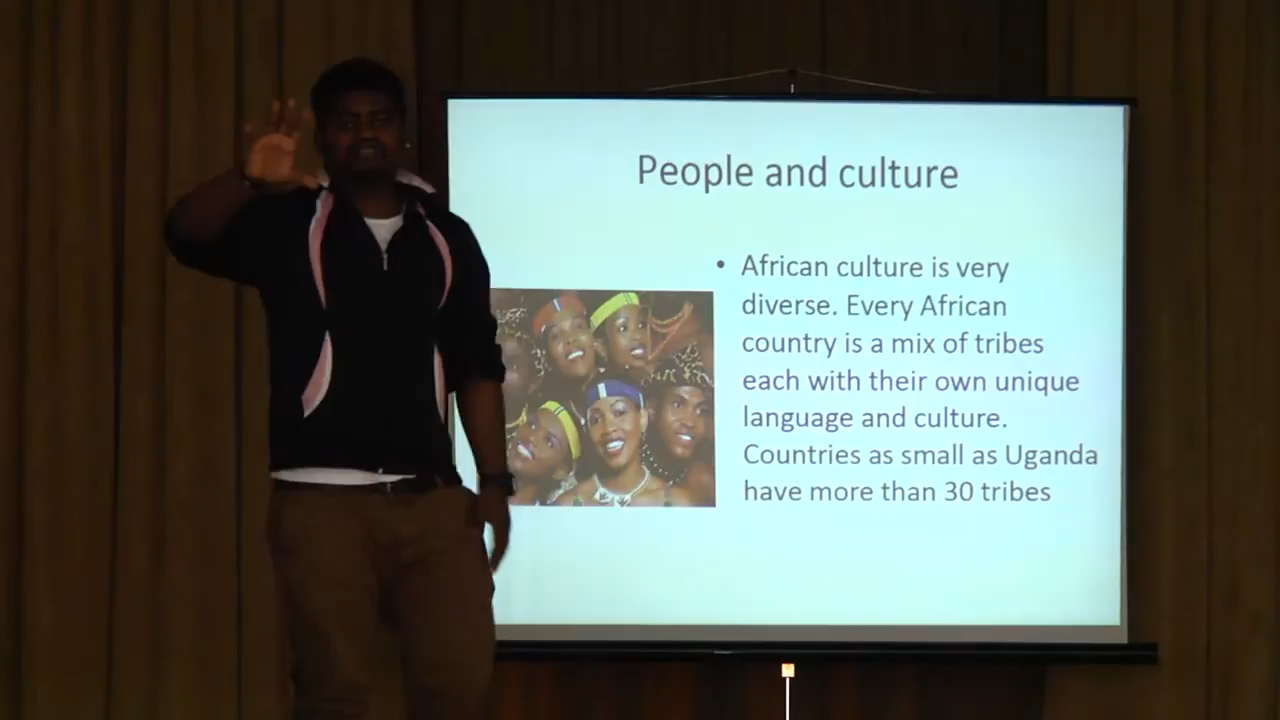 People and culture
• African culture is very
diverse. Every African
country is a mix of tribes
each with their own unique
language and culture.
Countries as small as Uganda
have more than 30 tribes